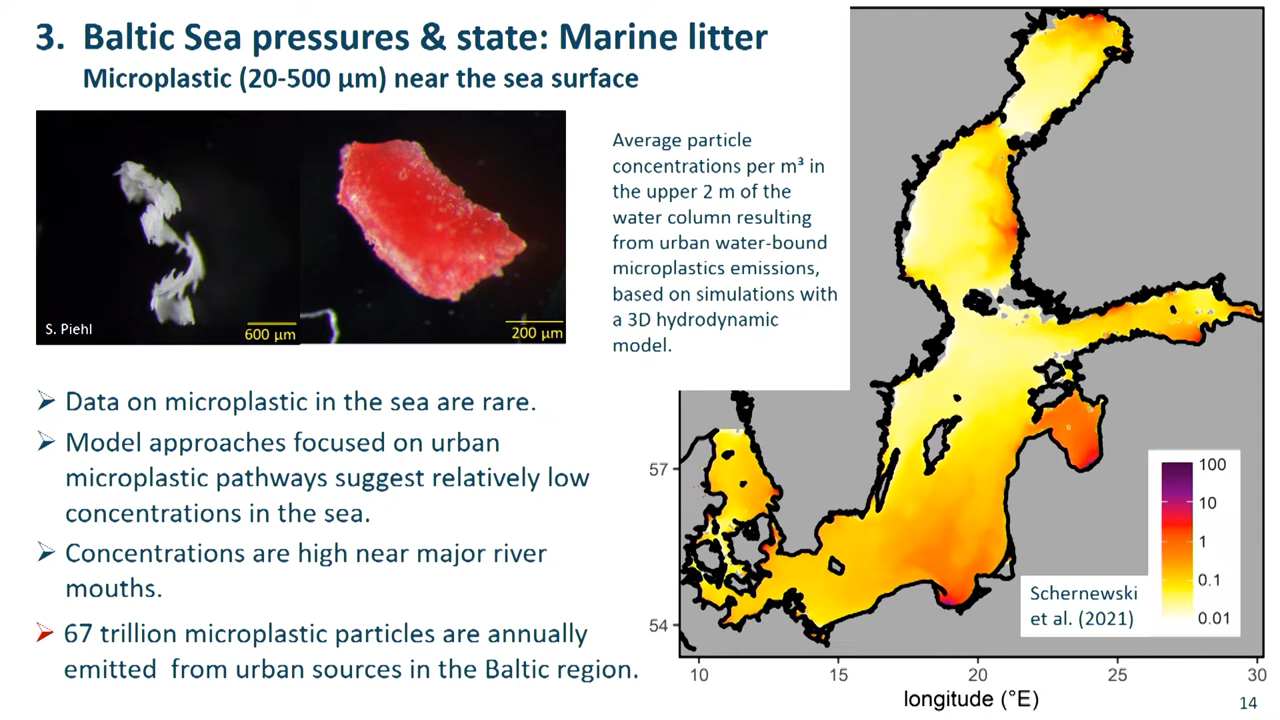 3. Baltic Sea pressures & state: Marine litter
Microplastic (20-500 µm) near the sea surface
S. Piehl
600 µm
200 µm
Average particle
concentrations per m³ in
the upper 2 m of the
water column resulting
from urban water-bound
microplastics emissions,
based on simulations with
a 3D hydrodynamic
model.
➢ Data on microplastic in the sea are rare.
➢ Model approaches focused on urban
microplastic pathways suggest relatively low
concentrations in the sea.
➢ Concentrations are high near major river
mouths.
➢ 67 trillion microplastic particles are annually
emitted from urban sources in the Baltic region.
57
54
10 15 20 25 30
longitude (°E)
Schernewski
et al. (2021)
100
10
1
0.1
0.01
14